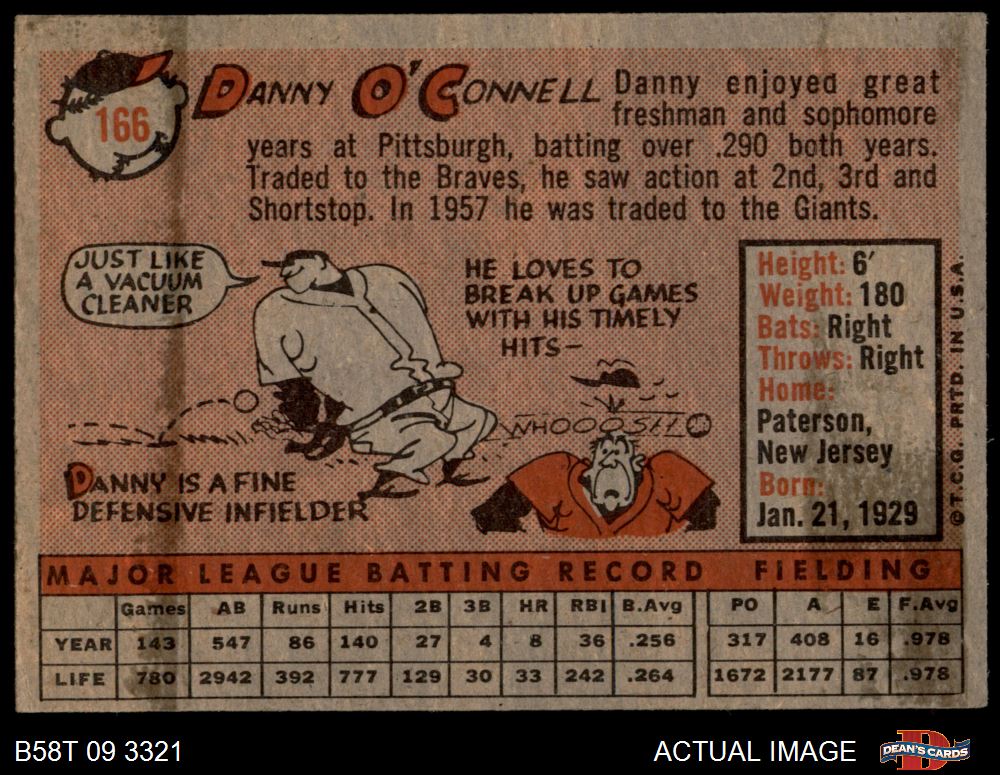 166
DANNY O'CONNELL
Danny enjoyed great
freshman and sophomore
years at Pittsburgh, batting over .290 both years.
Traded to the Braves, he saw action at 2nd, 3rd and
Shortstop. In 1957 he was traded to the Giants.
JUST LIKE
A VACUUM
CLEANER
HE LOVES TO
BREAK UP GAMES
WITH HIS TIMELY
HITS-
WHOOOSH
DANNY IS A FINE
DEFENSIVE INFIELDER
Height: 6'
Weight: 180
Bats: Right
Throws: Right
Home:
Paterson,
New Jersey
Born:
Jan. 21, 1929
© T.C.G. PRTD. IN U.S.A.
MAJOR LEAGUE BATTING RECORD FIELDING
Games AB Runs Hits 2B 3B HR RBI B.Avg PO A E F.Avg
YEAR 143 547 86 140 27 4 8 36 .256 317 408 16 .978
LIFE 780 2942 392 777 129 30 33 242 .264 1672 2177 87 .978
B58T 09 3321
ACTUAL IMAGE
DEAN'S CARDS